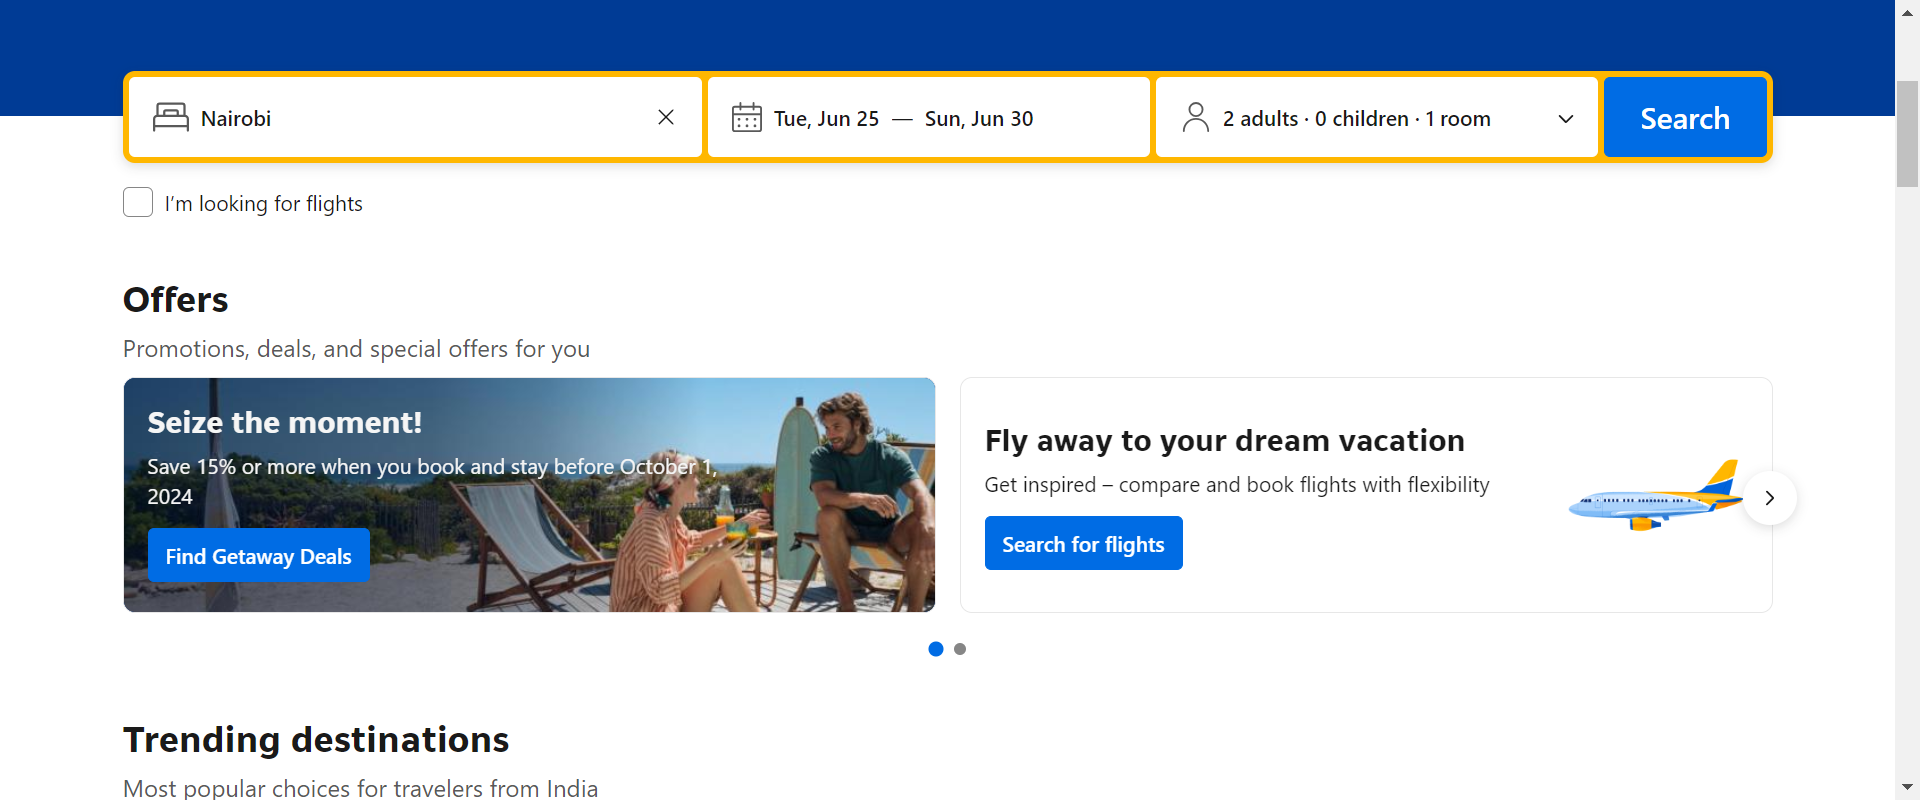 Nairobi
Tue, Jun 25 — Sun, Jun 30
2 adults · 0 children · 1 room
Search
I'm looking for flights
Offers
Promotions, deals, and special offers for you
Seize the moment!
Save 15% or more when you book and stay before October 1,
2024
Find Getaway Deals
Fly away to your dream vacation
Get inspired – compare and book flights with flexibility
Search for flights
Trending destinations
Most popular choices for travelers from India